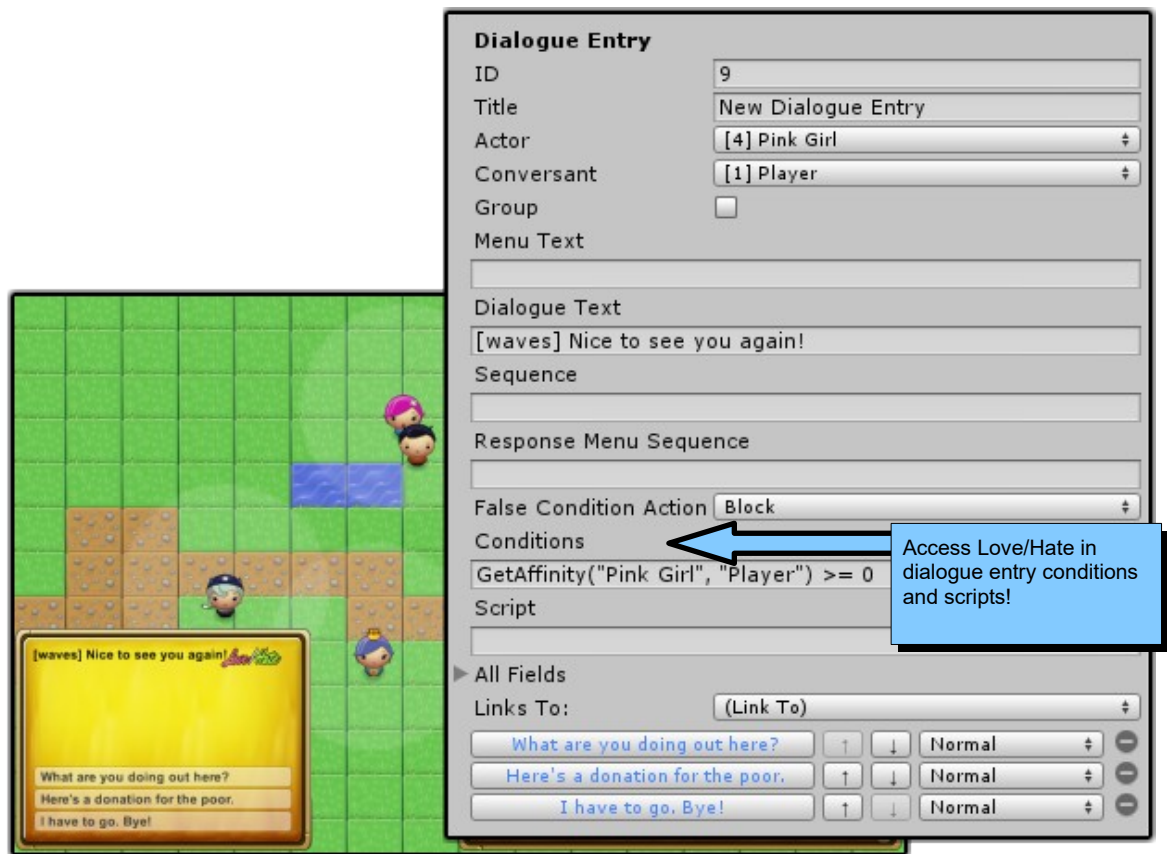 Dialogue Entry
ID 9
Title New Dialogue Entry
Actor [4] Pink Girl
Conversant [1] Player
Group
Menu Text
Dialogue Text
[waves] Nice to see you again!
Sequence
Response Menu Sequence
False Condition Action Block
Conditions
GetAffinity("Pink Girl", "Player") >= 0
Script
All Fields
Links To: (Link To)
What are you doing out here? ↑ ↓ Normal
Here's a donation for the poor. ↑ ↓ Normal
I have to go. Bye! ↑ ↓ Normal
Access Love/Hate in
dialogue entry conditions
and scripts!
[waves] Nice to see you again!
What are you doing out here?
Here's a donation for the poor.
I have to go. Bye!